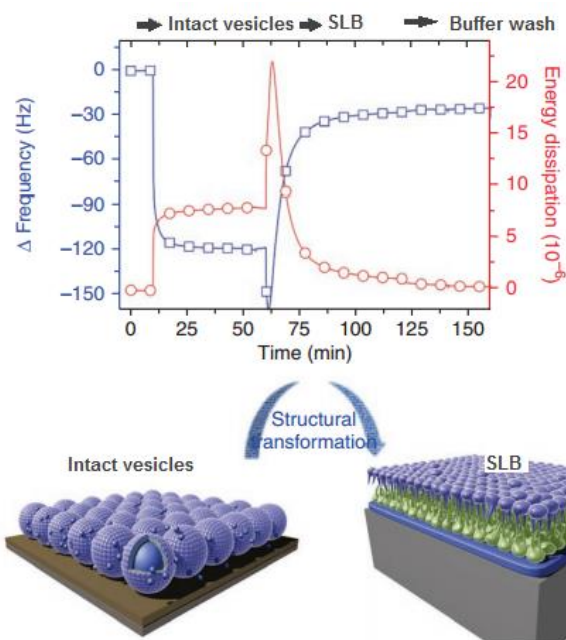 Intact vesicles SLB Buffer wash
0
−30
−60
−90
−120
−150
Δ Frequency (Hz)
20
15
10
5
0
Energy dissipation (10⁻⁶)
0 25 50 75 100 125 150
Time (min)
Structural
transformation
Intact vesicles
SLB